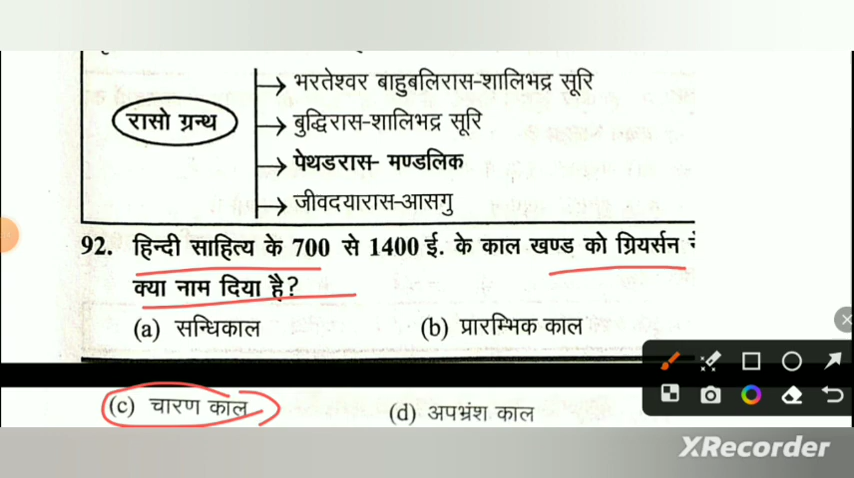 भरतेश्वर बाहुबलिरास-शालिभद्र सूरि
रासो ग्रन्थ
बुद्धिरास-शालिभद्र सूरि
पेथडरास- मण्डलिक
जीवदयारास-आसगु
92. हिन्दी साहित्य के 700 से 1400 ई. के काल खण्ड को ग्रियर्सन ने
क्या नाम दिया है?
(a) सन्धिकाल (b) प्रारम्भिक काल
(c) चारण काल (d) अपभ्रंश काल
XRecorder